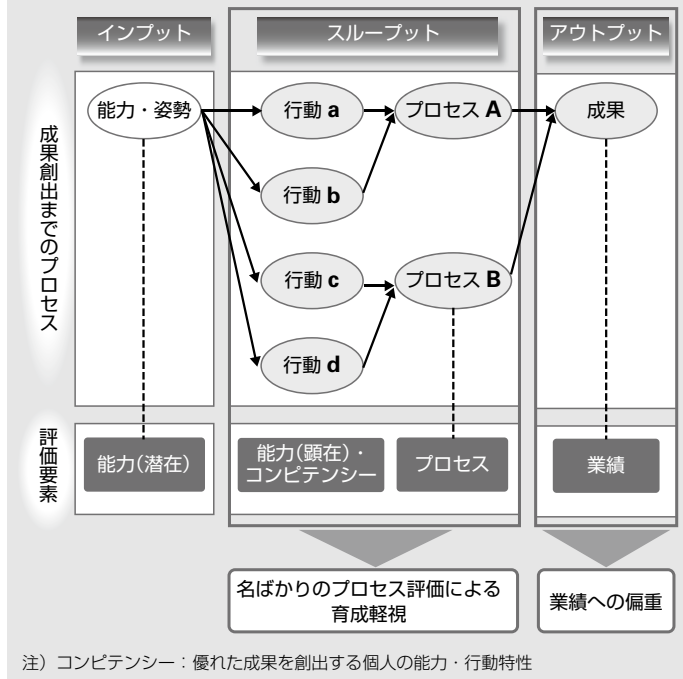 インプット
スループット
アウトプット
成果創出までのプロセス
能力・姿勢
行動 a
プロセス A
成果
行動 b
行動 c
プロセス B
行動 d
評価要素
能力(潜在)
能力(顕在)・
コンピテンシー
プロセス
業績
名ばかりのプロセス評価による
育成軽視
業績への偏重
注）コンピテンシー：優れた成果を創出する個人の能力・行動特性